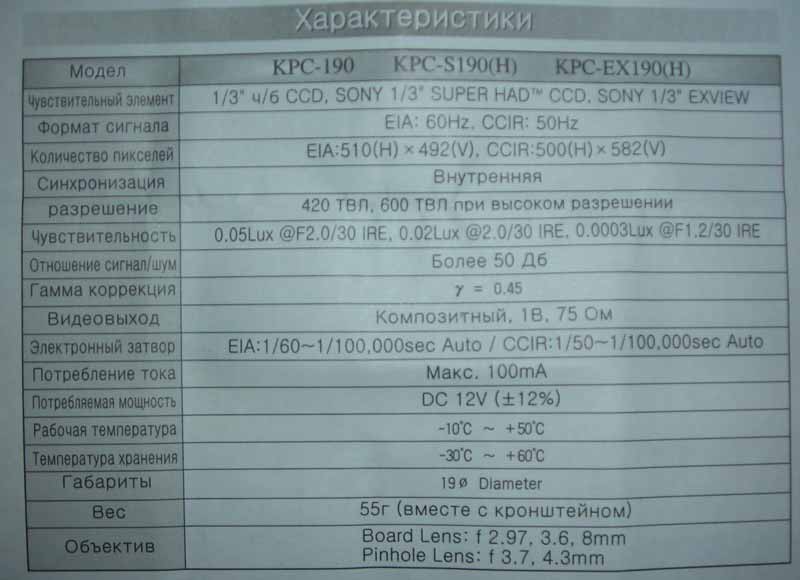 Характеристики
Модел KPC-190 KPC-S190(H) KPC-EX190(H)
Чувствительный элемент 1/3" ч/б CCD, SONY 1/3" SUPER HAD™ CCD, SONY 1/3" EXVIEW
Формат сигнала EIA: 60Hz, CCIR: 50Hz
Количество пикселей EIA:510(H)×492(V), CCIR:500(H)×582(V)
Синхронизация Внутренняя
разрешение 420 ТВЛ, 600 ТВЛ при высоком разрешении
Чувствительность 0.05Lux @F2.0/30 IRE, 0.02Lux @2.0/30 IRE, 0.0003Lux @F1.2/30 IRE
Отношение сигнал/шум Более 50 Дб
Гамма коррекция γ = 0.45
Видеовыход Композитный, 1В, 75 Ом
Электронный затвор EIA:1/60~1/100,000sec Auto / CCIR:1/50~1/100,000sec Auto
Потребление тока Макс. 100mA
Потребляемая мощность DC 12V (±12%)
Рабочая температура -10°C ~ +50°C
Температура хранения -30°C ~ +60°C
Габариты 19ø Diameter
Вес 55г (вместе с кронштейном)
Объектив Board Lens: f 2.97, 3.6, 8mm
Pinhole Lens: f 3.7, 4.3mm